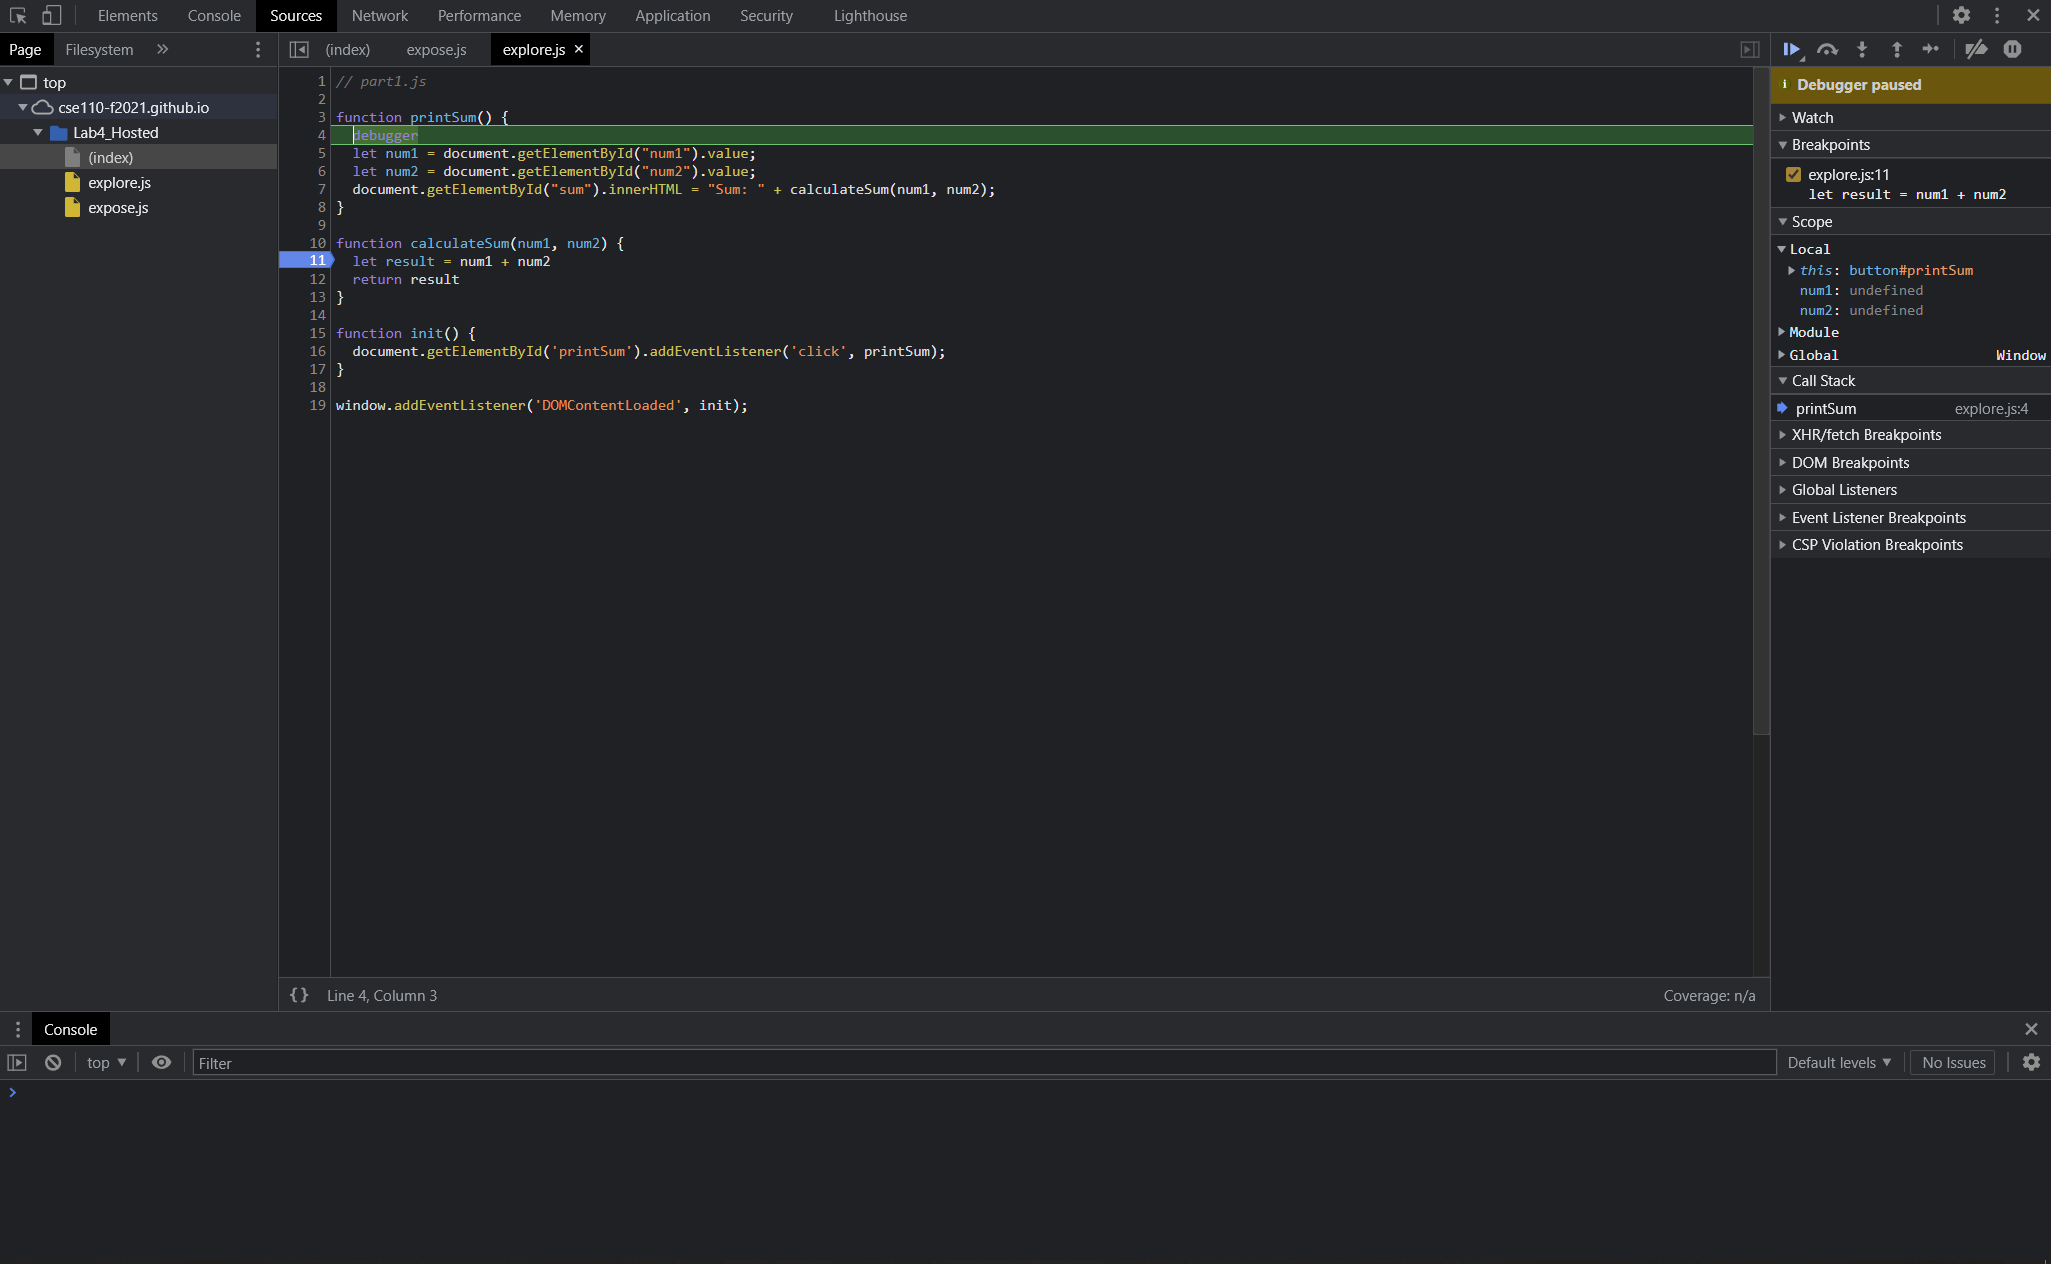 Elements Console Sources Network Performance Memory Application Security Lighthouse
Page Filesystem
(index) expose.js explore.js
top
cse110-f2021.github.io
Lab4_Hosted
(index)
explore.js
expose.js
1 // part1.js
2
3 function printSum() {
4 debugger
5 let num1 = document.getElementById("num1").value;
6 let num2 = document.getElementById("num2").value;
7 document.getElementById("sum").innerHTML = "Sum: " + calculateSum(num1, num2);
8 }
9
10 function calculateSum(num1, num2) {
11 let result = num1 + num2
12 return result
13 }
14
15 function init() {
16 document.getElementById('printSum').addEventListener('click', printSum);
17 }
18
19 window.addEventListener('DOMContentLoaded', init);
{} Line 4, Column 3 Coverage: n/a
Debugger paused
Watch
Breakpoints
explore.js:11
let result = num1 + num2
Scope
Local
this: button#printSum
num1: undefined
num2: undefined
Module
Global Window
Call Stack
printSum explore.js:4
XHR/fetch Breakpoints
DOM Breakpoints
Global Listeners
Event Listener Breakpoints
CSP Violation Breakpoints
Console
top Filter Default levels No Issues